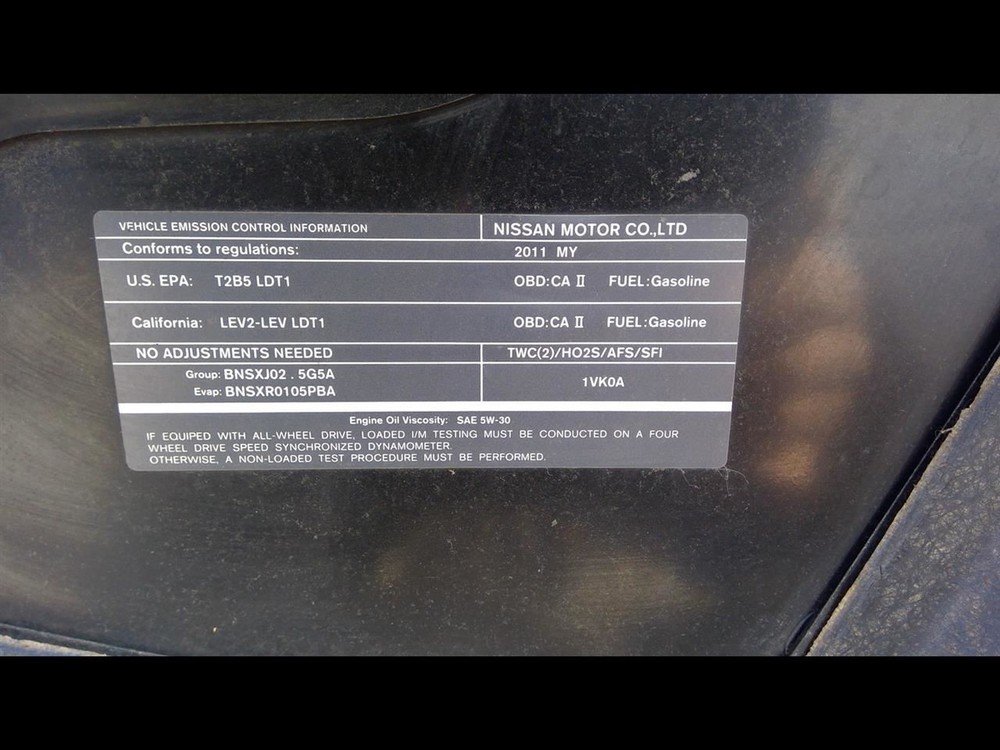 VEHICLE EMISSION CONTROL INFORMATION
NISSAN MOTOR CO.,LTD
Conforms to regulations:
2011 MY
U.S. EPA: T2B5 LDT1 OBD:CA II FUEL:Gasoline
California: LEV2-LEV LDT1 OBD:CA II FUEL:Gasoline
NO ADJUSTMENTS NEEDED
TWC(2)/HO2S/AFS/SFI
Group: BNSXJ02.5G5A
Evap: BNSXR0105PBA
1VK0A
Engine Oil Viscosity: SAE 5W-30
IF EQUIPED WITH ALL-WHEEL DRIVE, LOADED I/M TESTING MUST BE CONDUCTED ON A FOUR
WHEEL DRIVE SPEED SYNCHRONIZED DYNAMOMETER.
OTHERWISE, A NON-LOADED TEST PROCEDURE MUST BE PERFORMED.